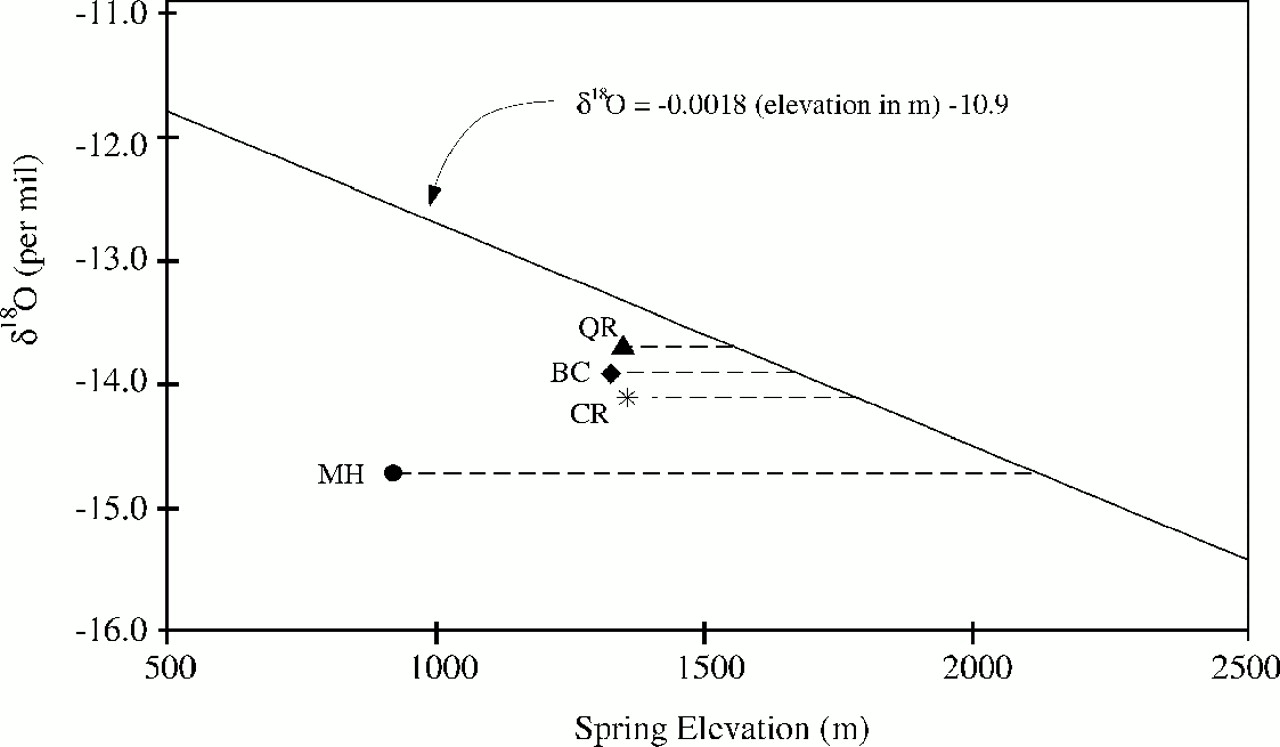 -11.0
δ18O = -0.0018 (elevation in m) -10.9
-12.0
δ18O (per mil)
-13.0
QR
BC
-14.0
CR
MH
-15.0
-16.0
500 1000 1500 2000 2500
Spring Elevation (m)